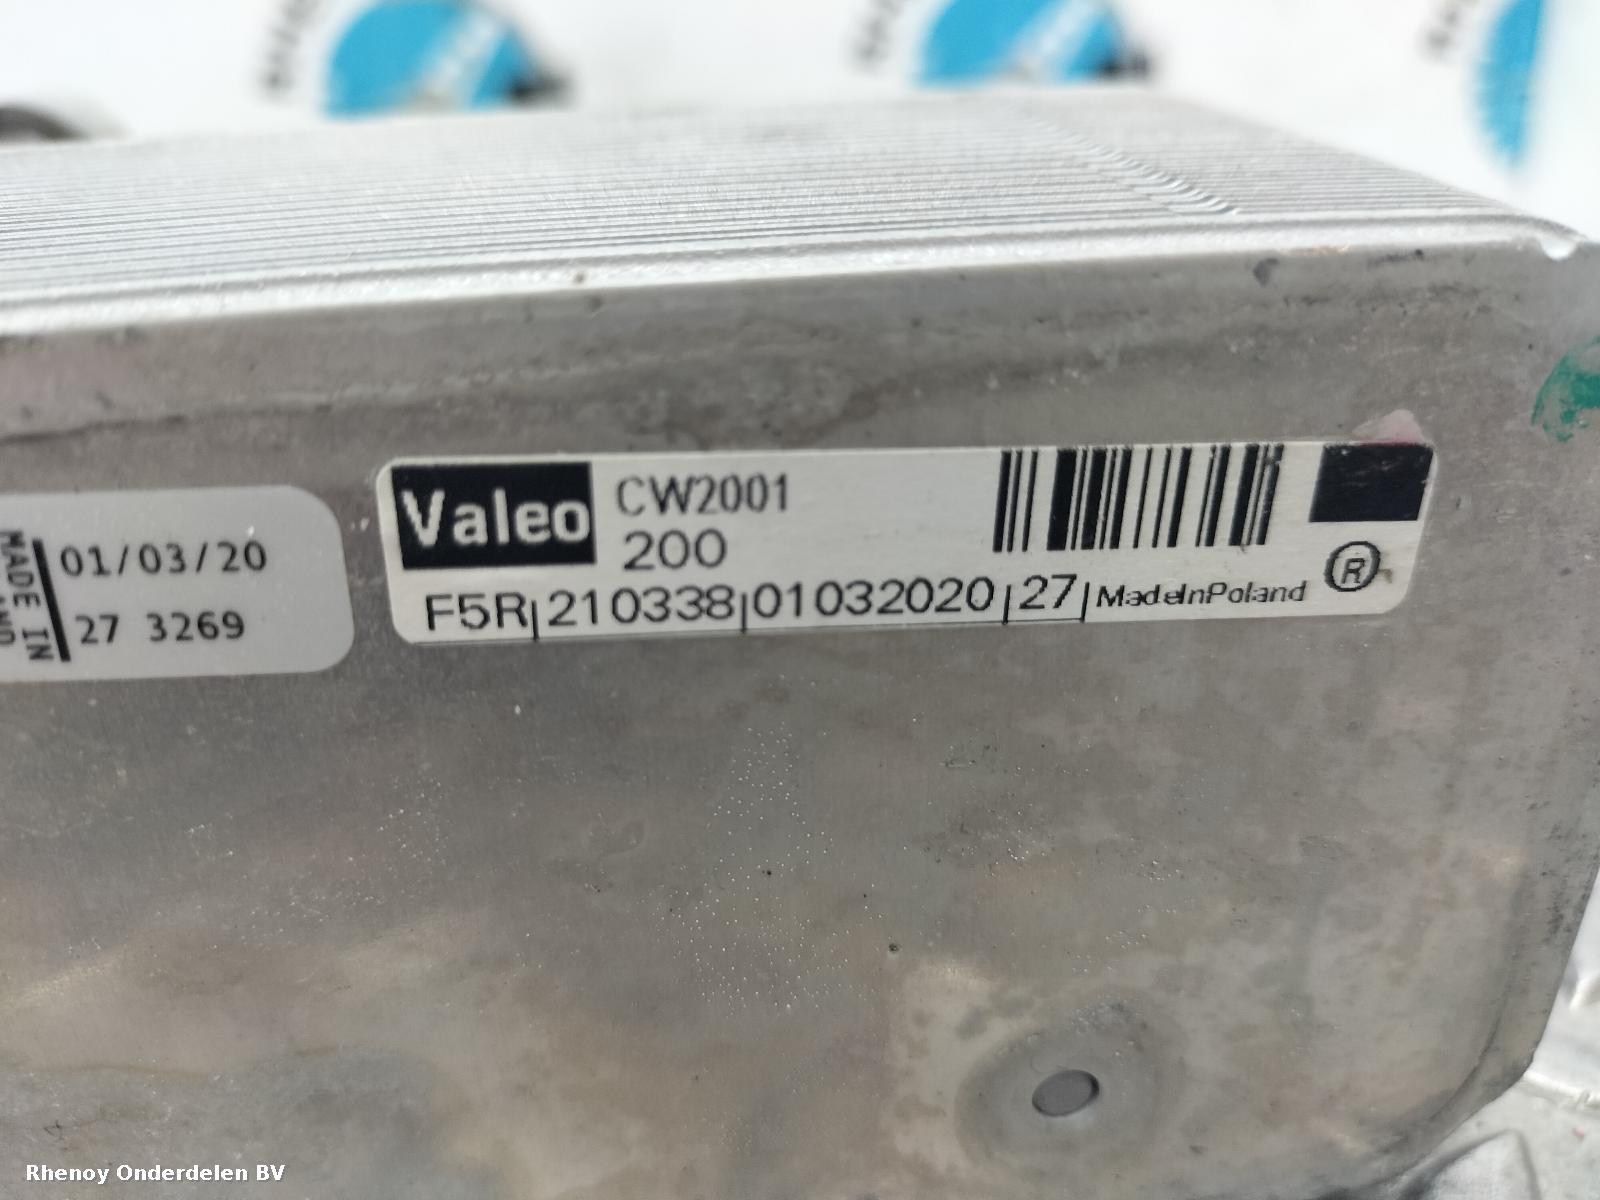 MADE IN
01/03/20
27 3269
Valeo
CW2001
200
F5R|210338|01032020|27|MadeInPoland
®
Rhenoy Onderdelen BV